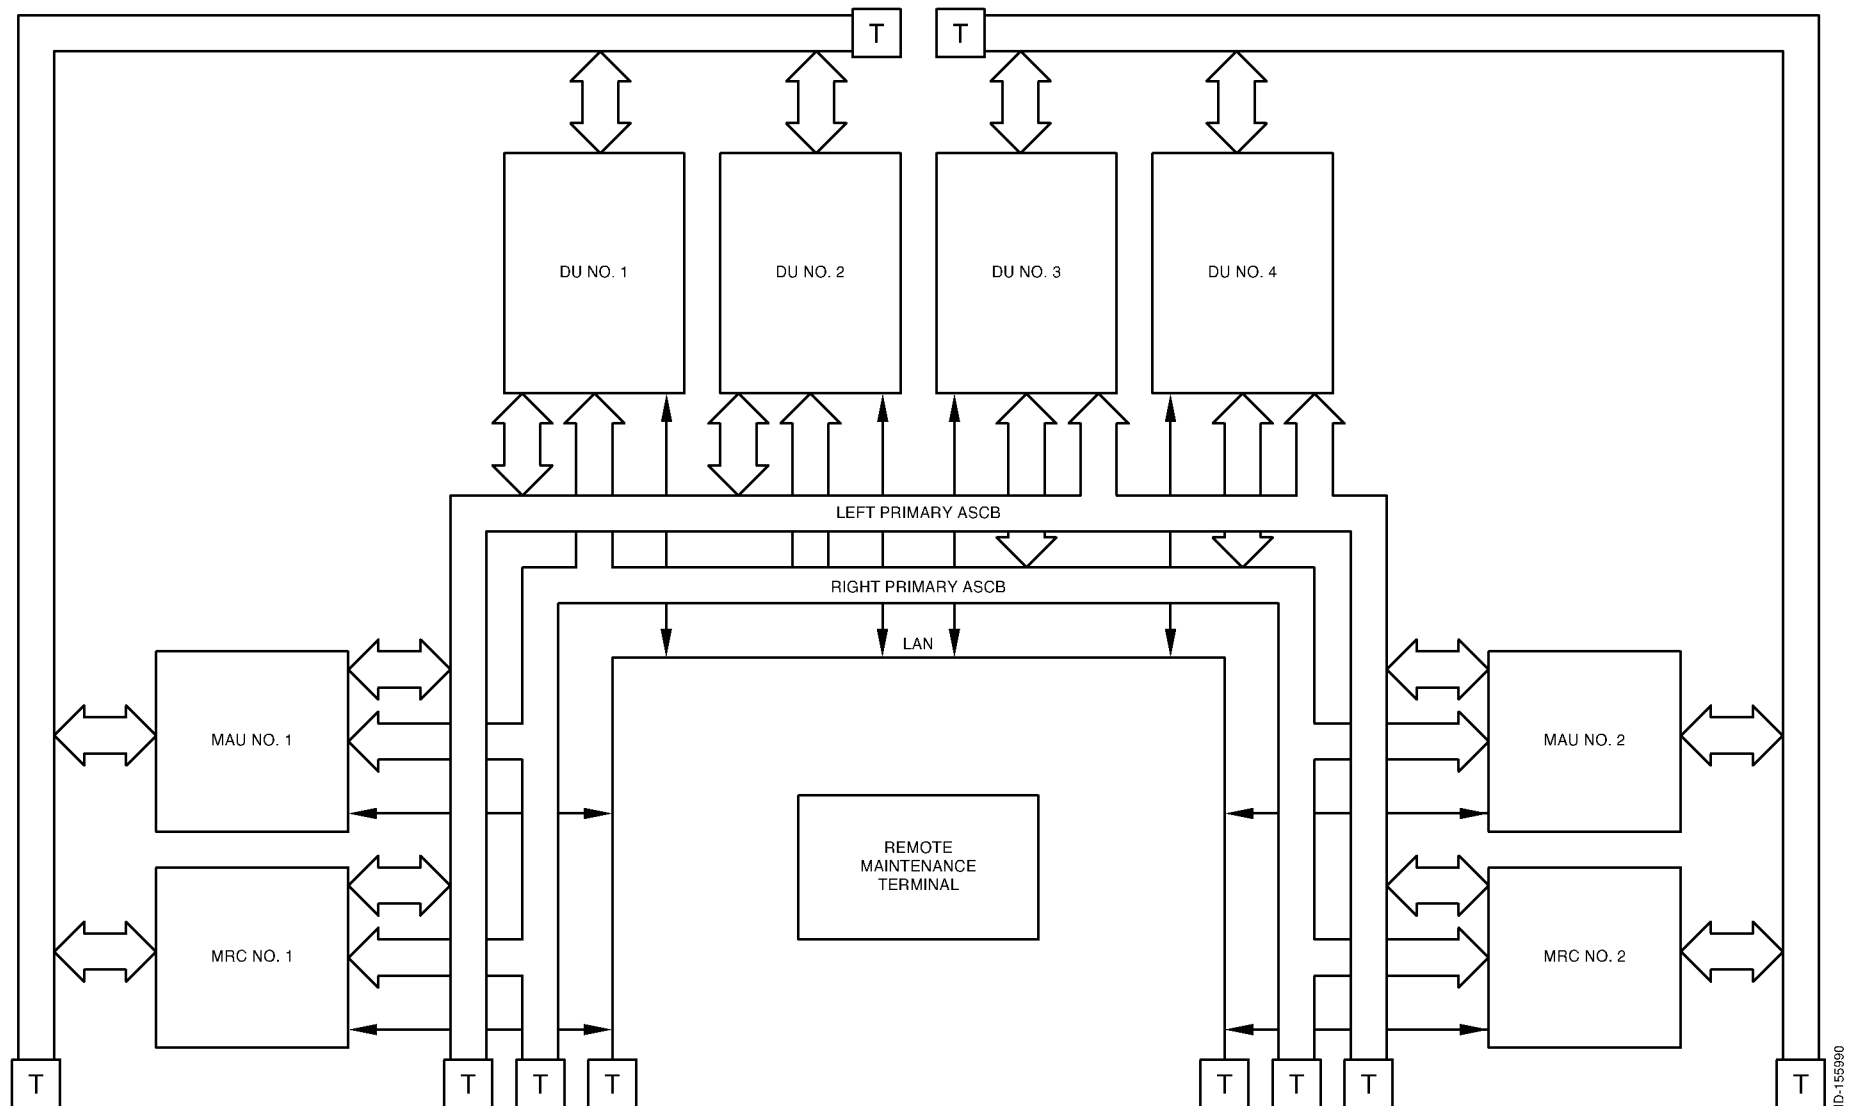 T
T
DU NO. 1
DU NO. 2
DU NO. 3
DU NO. 4
LEFT PRIMARY ASCB
RIGHT PRIMARY ASCB
LAN
MAU NO. 1
MAU NO. 2
REMOTE
MAINTENANCE
TERMINAL
MRC NO. 1
MRC NO. 2
T
T
T
T
T
T
T
T
ID-155990